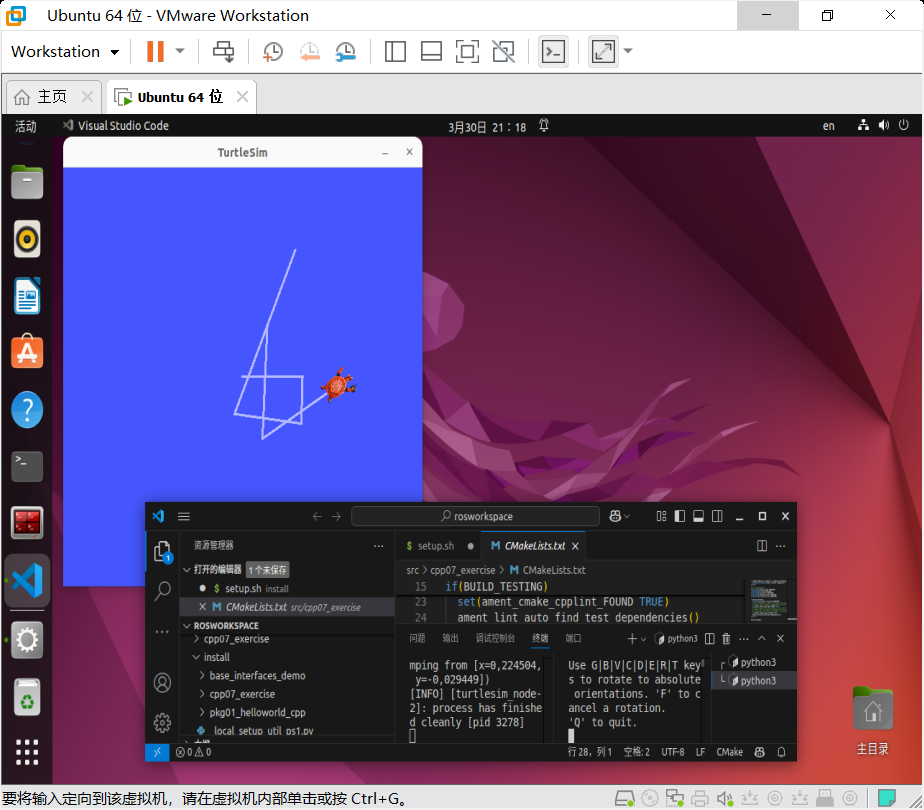 Ubuntu 64 位 - VMware Workstation
Workstation
主页
Ubuntu 64 位
活动
Visual Studio Code
3月30日 21：18
en
TurtleSim
rosworkspace
资源管理器
打开的编辑器
1 个未保存
$ setup.sh install
CMakeLists.txt src/cpp07_exercise
ROSWORKSPACE
cpp07_exercise
install
base_interfaces_demo
cpp07_exercise
pkg01_helloworld_cpp
_local_setup_util_ps1.py
$ setup.sh
M CMakeLists.txt
src > cpp07_exercise > M CMakeLists.txt
15 if(BUILD_TESTING)
23 set(ament_cmake_cpplint_FOUND TRUE)
24 ament_lint_auto_find_test_dependencies()
问题 输出 调试控制台 终端 端口
python3
mping from [x=0,224504,
y=-0,029449])
[INFO] [turtlesim_node-
2]: process has finishe
d cleanly [pid 3278]
Use G|B|V|C|D|E|R|T key
s to rotate to absolute
orientations. 'F' to c
ancel a rotation.
'Q' to quit.
python3
python3
0 0
行 28，列 1 空格: 2 UTF-8 LF CMake
主目录
要将输入定向到该虚拟机，请在虚拟机内部单击或按 Ctrl+G。